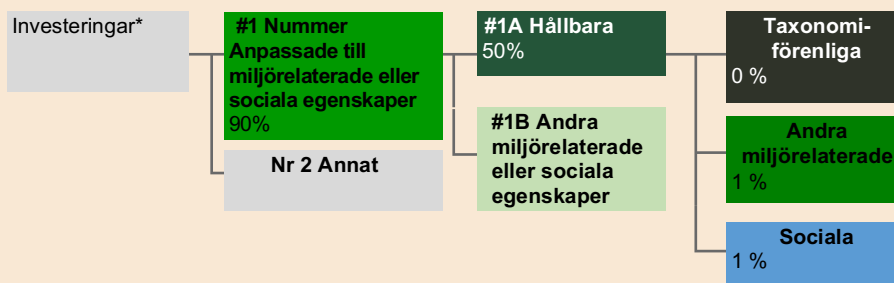 Investeringar*
#1 Nummer
Anpassade till
miljörelaterade eller
sociala egenskaper
90%
Nr 2 Annat
#1A Hållbara
50%
#1B Andra
miljörelaterade
eller sociala
egenskaper
Taxonomi-
förenliga
0 %
Andra
miljörelaterade
1 %
Sociala
1 %